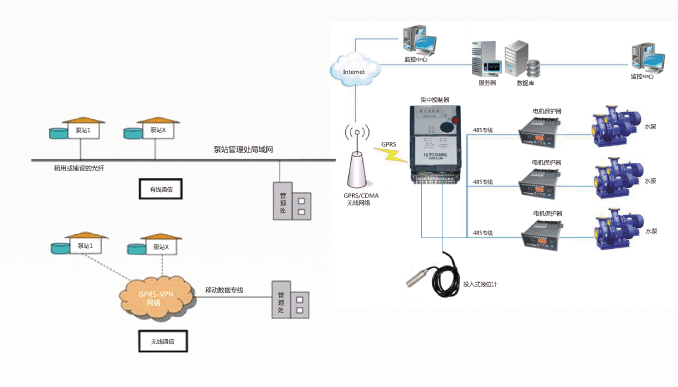 监控中心
Internet
服务器
数据库
监控中心
集中控制器
电机保护器
水泵
485专线
GPRS
泵站1
泵站X
泵站管理处局域网
租用或铺设的光纤
有线通信
管理处
GPRS/CDMA
无线网络
电机保护器
水泵
485专线
电机保护器
水泵
485专线
泵站1
泵站X
GPRS-VPN
网络
移动数据专线
管理处
无线通信
投入式液位计